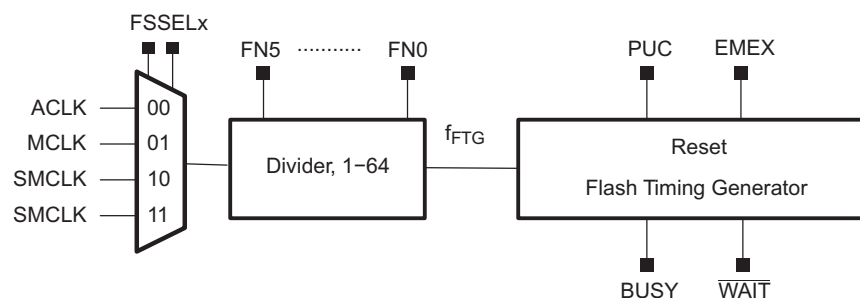 FSSELx
FN5 ........... FN0
PUC EMEX
ACLK 00
MCLK 01
SMCLK 10
SMCLK 11
Divider, 1−64
fFTG
Reset
Flash Timing Generator
BUSY WAIT